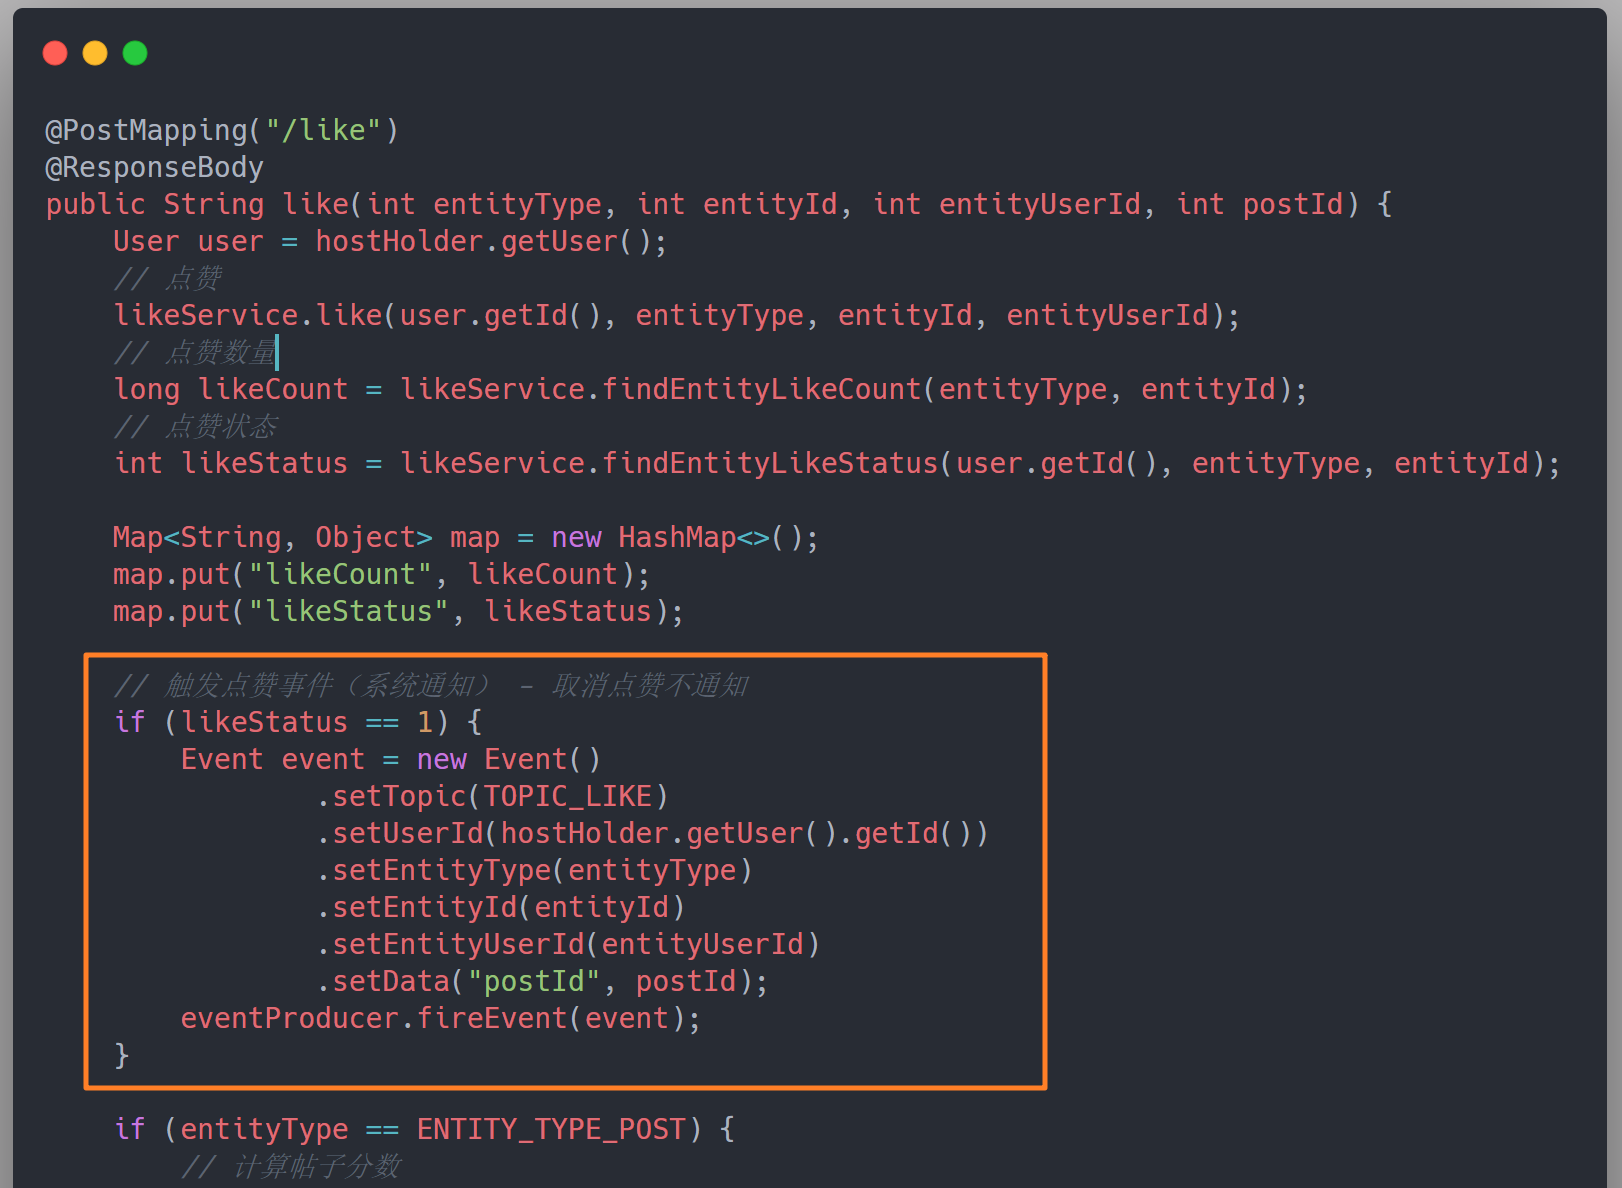 @PostMapping("/like")
@ResponseBody
public String like(int entityType, int entityId, int entityUserId, int postId) {
    User user = hostHolder.getUser();
    // 点赞
    likeService.like(user.getId(), entityType, entityId, entityUserId);
    // 点赞数量
    long likeCount = likeService.findEntityLikeCount(entityType, entityId);
    // 点赞状态
    int likeStatus = likeService.findEntityLikeStatus(user.getId(), entityType, entityId);
    Map<String, Object> map = new HashMap<>();
    map.put("likeCount", likeCount);
    map.put("likeStatus", likeStatus);
    // 触发点赞事件（系统通知） - 取消点赞不通知
    if (likeStatus == 1) {
        Event event = new Event()
                .setTopic(TOPIC_LIKE)
                .setUserId(hostHolder.getUser().getId())
                .setEntityType(entityType)
                .setEntityId(entityId)
                .setEntityUserId(entityUserId)
                .setData("postId", postId);
        eventProducer.fireEvent(event);
    }
    if (entityType == ENTITY_TYPE_POST) {
        // 计算帖子分数